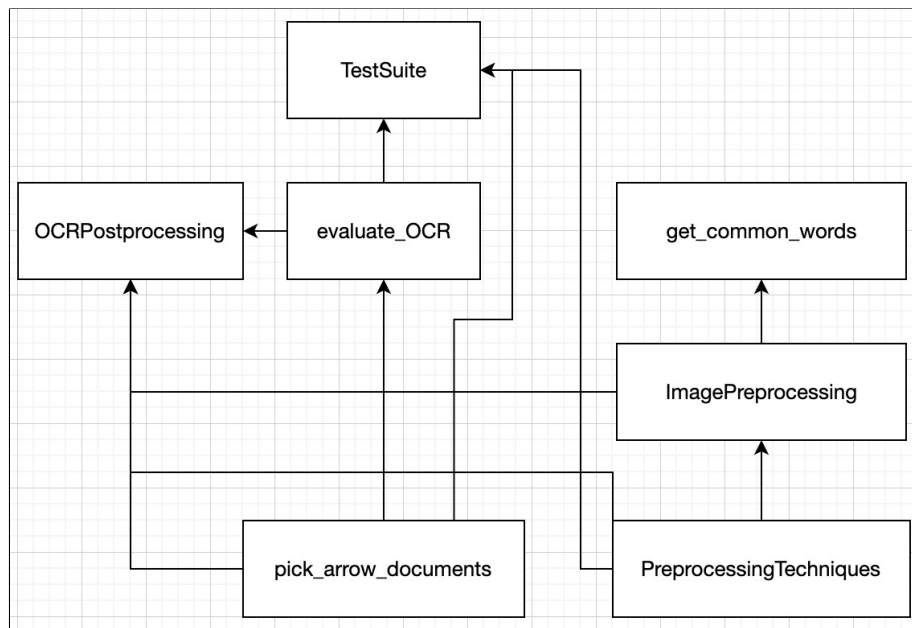 TestSuite
OCRPostprocessing
evaluate_OCR
get_common_words
ImagePreprocessing
pick_arrow_documents
PreprocessingTechniques